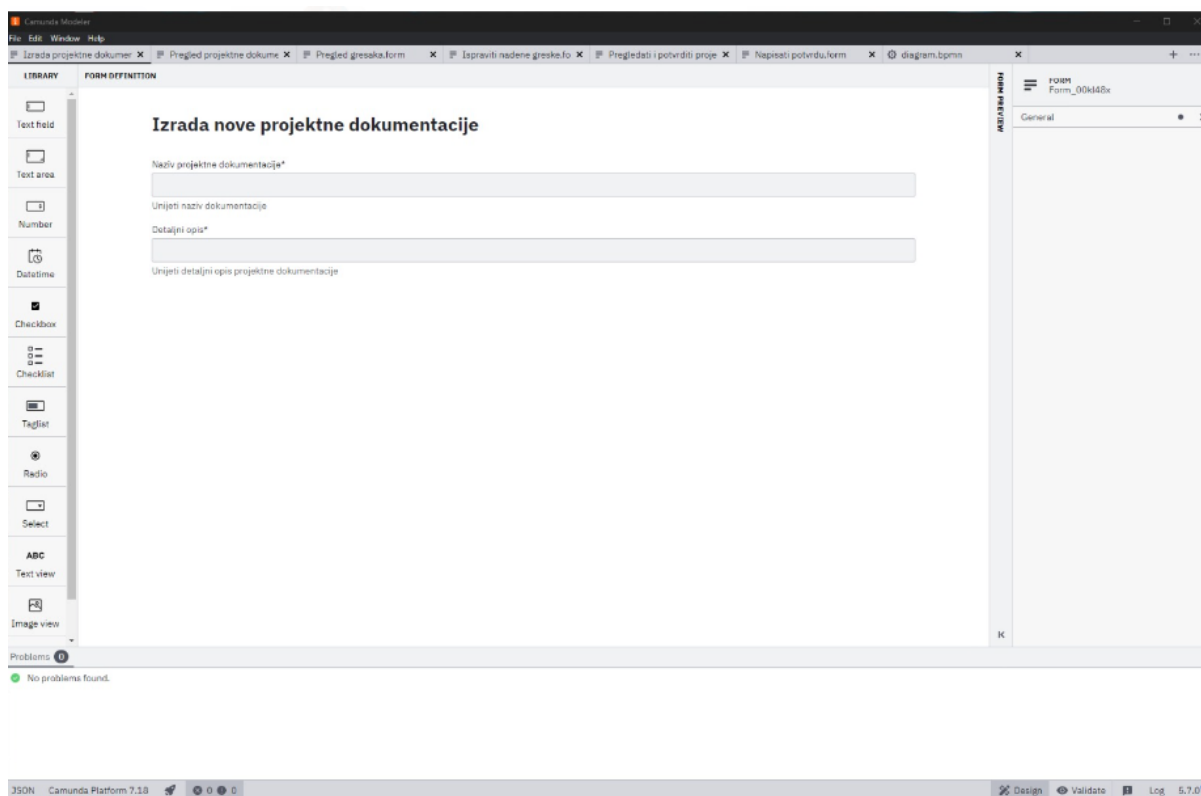 Camunda Modeler
File Edit Window Help
Izrada projektne dokumer Pregled projektne dokume Pregled gresaka.form Ispraviti nađene greske.fo Pregledati i potvrditi proje Napisati potvrdu.form diagram.bpmn
LIBRARY FORM DEFINITION
Text field
Text area
Number
Datetime
Checkbox
Checklist
Taglist
Radio
Select
ABC
Text view
Image view
Izrada nove projektne dokumentacije
Naziv projektne dokumentacije*
Unijeti naziv dokumentacije
Detaljni opis*
Unijeti detaljni opis projektne dokumentacije
FORM PREVIEW
FORM
Form_00kl48x
General
Problems 0
No problems found.
JSON Camunda Platform 7.18 0 0 Design Validate Log 5.7.0